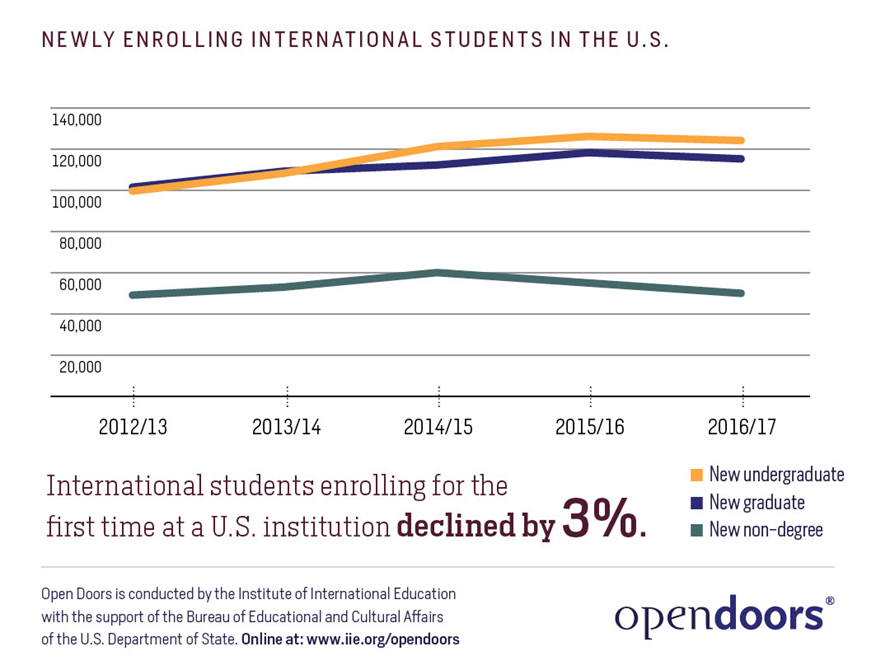 NEWLY ENROLLING INTERNATIONAL STUDENTS IN THE U.S.
140,000
120,000
100,000
80,000
60,000
40,000
20,000
2012/13 2013/14 2014/15 2015/16 2016/17
International students enrolling for the
first time at a U.S. institution declined by 3%.
New undergraduate
New graduate
New non-degree
Open Doors is conducted by the Institute of International Education
with the support of the Bureau of Educational and Cultural Affairs
of the U.S. Department of State. Online at: www.iie.org/opendoors
opendoors®